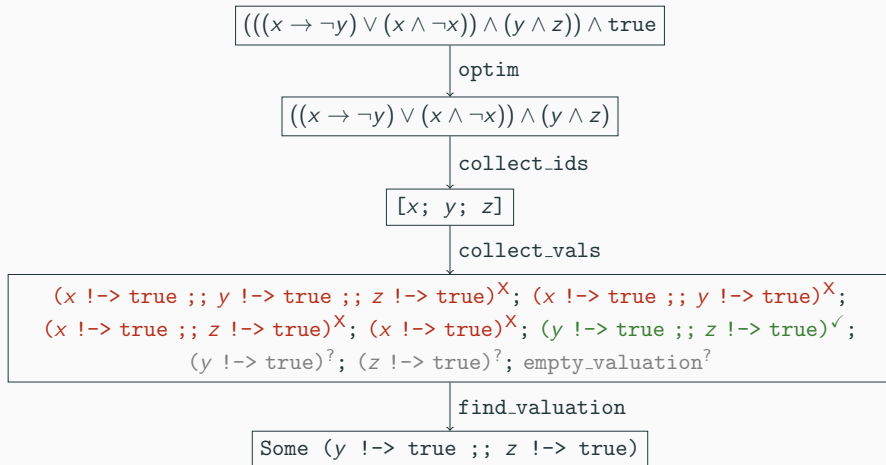 (((x → ¬y) ∨ (x ∧ ¬x)) ∧ (y ∧ z)) ∧ true
optim
((x → ¬y) ∨ (x ∧ ¬x)) ∧ (y ∧ z)
collect_ids
[x; y; z]
collect_vals
(x !-> true ;; y !-> true ;; z !-> true)^X; (x !-> true ;; y !-> true)^X;
(x !-> true ;; z !-> true)^X; (x !-> true)^X; (y !-> true ;; z !-> true)^✓;
(y !-> true)^?; (z !-> true)^?; empty_valuation^?
find_valuation
Some (y !-> true ;; z !-> true)